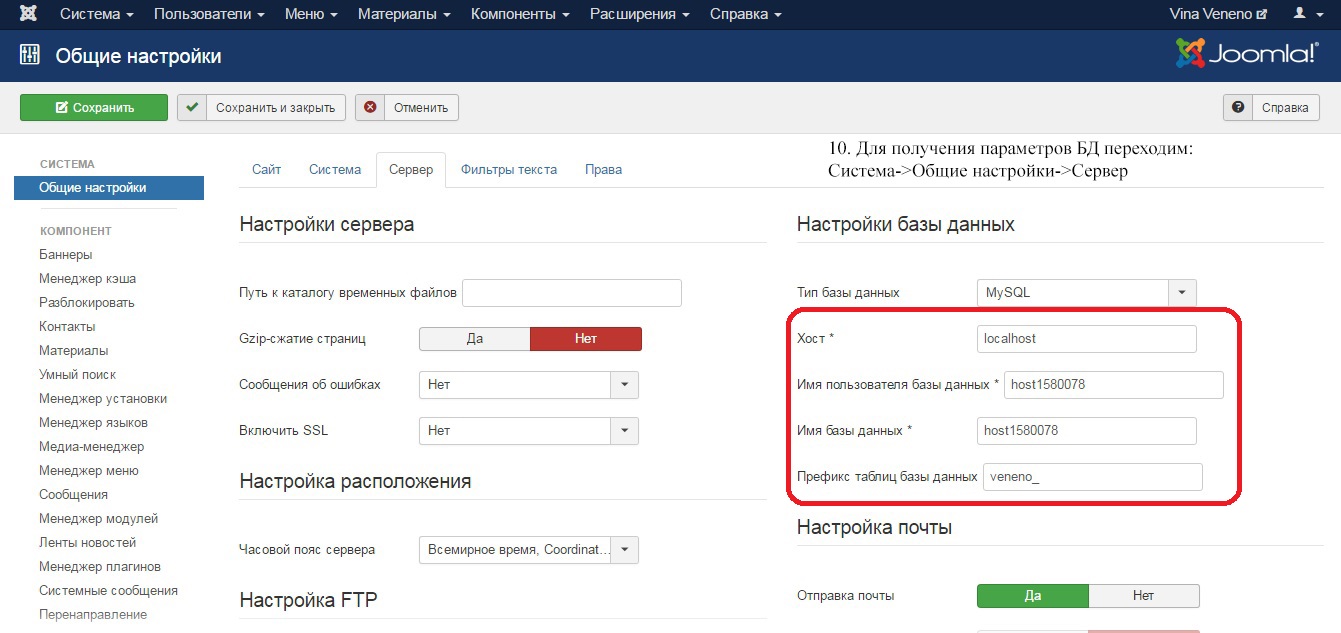 Система Пользователи Меню Материалы Компоненты Расширения Справка Vina Veneno
Общие настройки Joomla!®
Сохранить Сохранить и закрыть Отменить Справка
10. Для получения параметров БД переходим:
Система->Общие настройки->Сервер
СИСТЕМА
Общие настройки
КОМПОНЕНТ
Баннеры
Менеджер кэша
Разблокировать
Контакты
Материалы
Умный поиск
Менеджер установки
Менеджер языков
Медиа-менеджер
Менеджер меню
Сообщения
Менеджер модулей
Ленты новостей
Менеджер плагинов
Системные сообщения
Перенаправление
Сайт Система Сервер Фильтры текста Права
Настройки сервера
Путь к каталогу временных файлов
Gzip-сжатие страниц Да Нет
Сообщения об ошибках Нет
Включить SSL Нет
Настройка расположения
Часовой пояс сервера Всемирное время, Coordinat...
Настройка FTP
Настройки базы данных
Тип базы данных MySQL
Хост * localhost
Имя пользователя базы данных * host1580078
Имя базы данных * host1580078
Префикс таблиц базы данных veneno_
Настройка почты
Отправка почты Да Нет